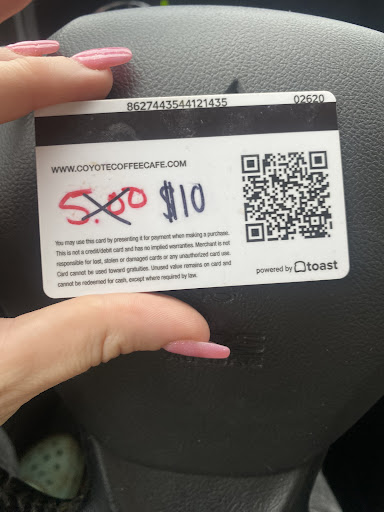 8627443544121435 02620
WWW.COYOTECOFFEECAFE.COM
5.00 $10
You may use this card by presenting it for payment when making a purchase.
This is not a credit/debit card and has no implied warranties. Merchant is not
responsible for lost, stolen or damaged cards or any unauthorized card use.
Card cannot be used toward gratuities. Unused value remains on card and
cannot be redeemed for cash, except where required by law.
powered by toast